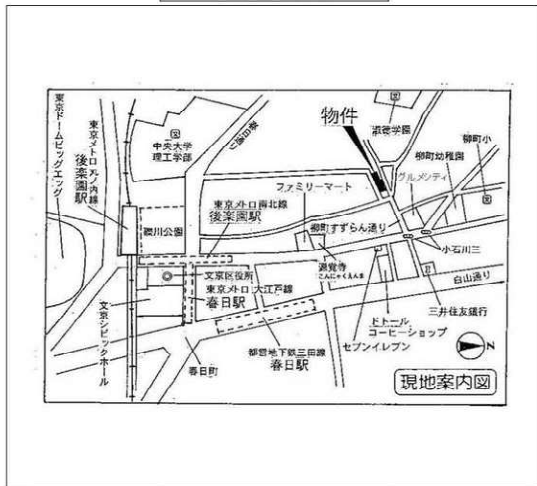 東京ドームビッグエッグ
東京メトロ丸ノ内線
後楽園駅
中央大学
理工学部
春日通り
物件
淑徳学園
柳町小
柳町幼稚園
グルメシティ
ファミリーマート
東京メトロ南北線
後楽園駅
礫川公園
柳町すずらん通り
源覚寺
こんにゃくえんま
小石川三
白山通り
文京区役所
東京メトロ大江戸線
春日駅
文京シビックホール
三井住友銀行
ドトール
コーヒーショップ
セブンイレブン
都営地下鉄三田線
春日駅
春日町
N
現地案内図